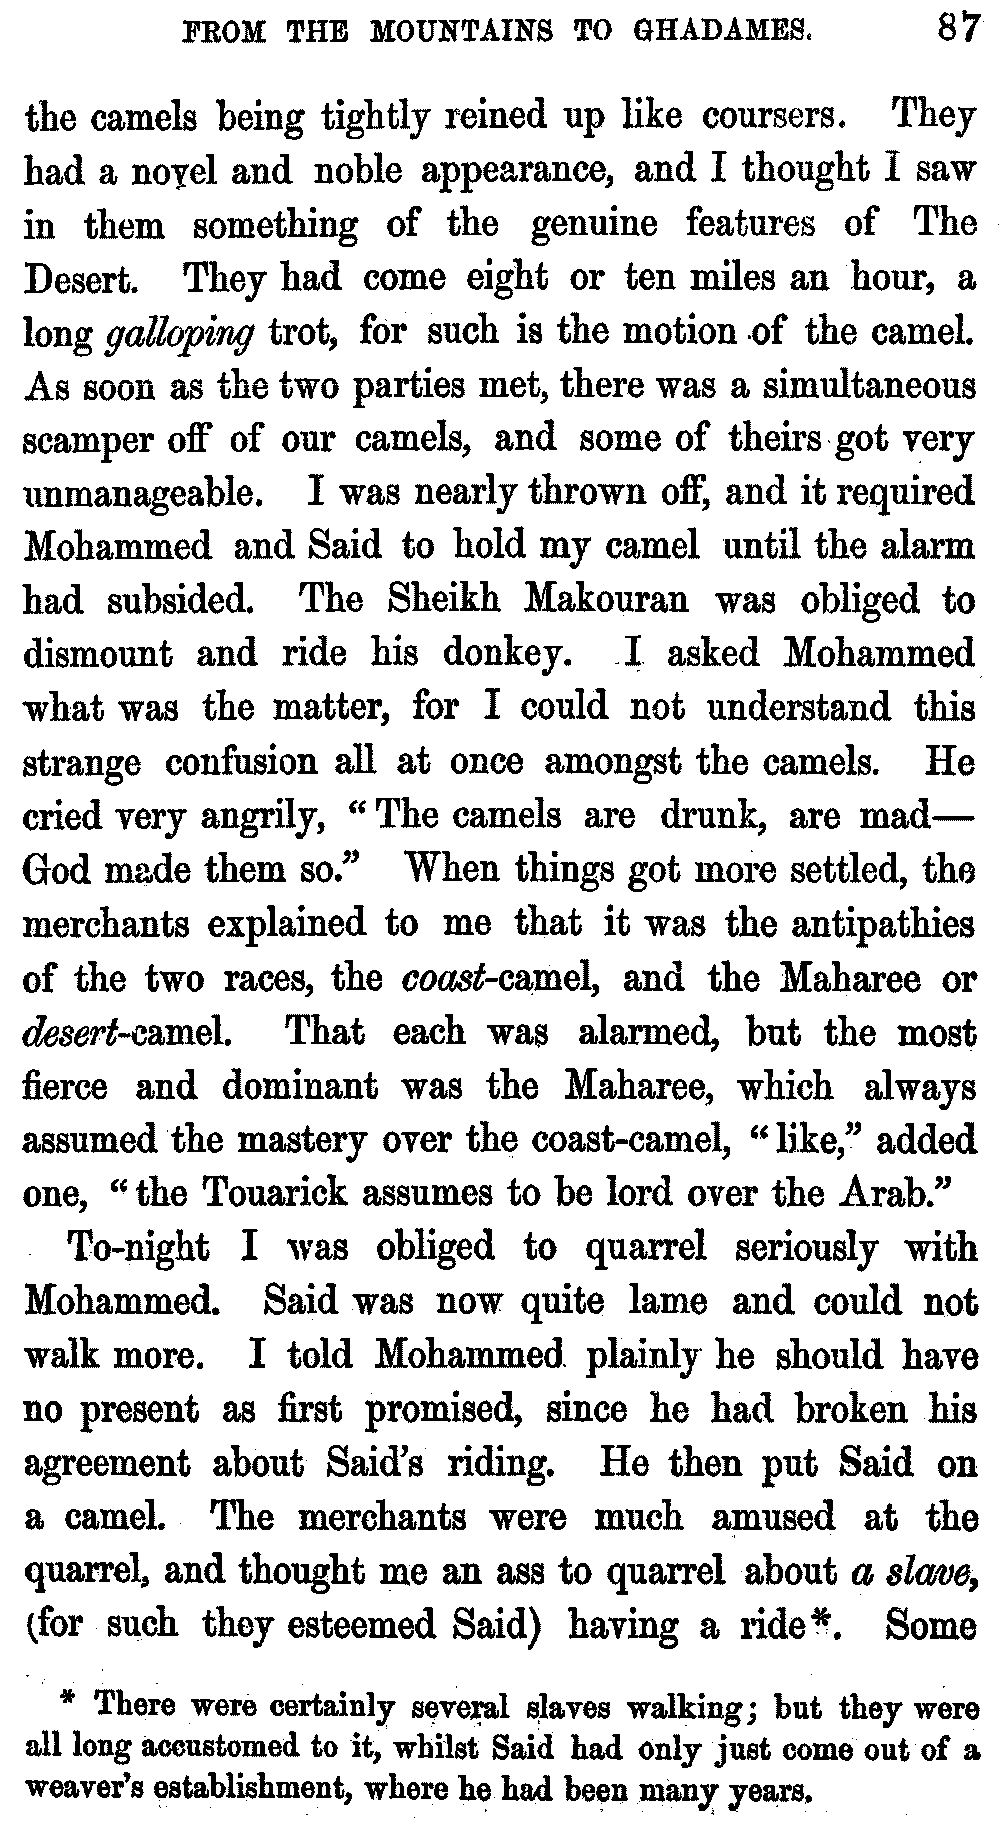 FROM THE MOUNTAINS TO GHADAMES. 87
the camels being tightly reined up like coursers. They
had a novel and noble appearance, and I thought I saw
in them something of the genuine features of The
Desert. They had come eight or ten miles an hour, a
long galloping trot, for such is the motion of the camel.
As soon as the two parties met, there was a simultaneous
scamper off of our camels, and some of theirs got very
unmanageable. I was nearly thrown off, and it required
Mohammed and Said to hold my camel until the alarm
had subsided. The Sheikh Makouran was obliged to
dismount and ride his donkey. I asked Mohammed
what was the matter, for I could not understand this
strange confusion all at once amongst the camels. He
cried very angrily, "The camels are drunk, are mad—
God made them so." When things got more settled, the
merchants explained to me that it was the antipathies
of the two races, the coast-camel, and the Maharee or
desert-camel. That each was alarmed, but the most
fierce and dominant was the Maharee, which always
assumed the mastery over the coast-camel, "like," added
one, "the Touarick assumes to be lord over the Arab."
To-night I was obliged to quarrel seriously with
Mohammed. Said was now quite lame and could not
walk more. I told Mohammed plainly he should have
no present as first promised, since he had broken his
agreement about Said's riding. He then put Said on
a camel. The merchants were much amused at the
quarrel, and thought me an ass to quarrel about a slave,
(for such they esteemed Said) having a ride*. Some
* There were certainly several slaves walking; but they were
all long accustomed to it, whilst Said had only just come out of a
weaver's establishment, where he had been many years.